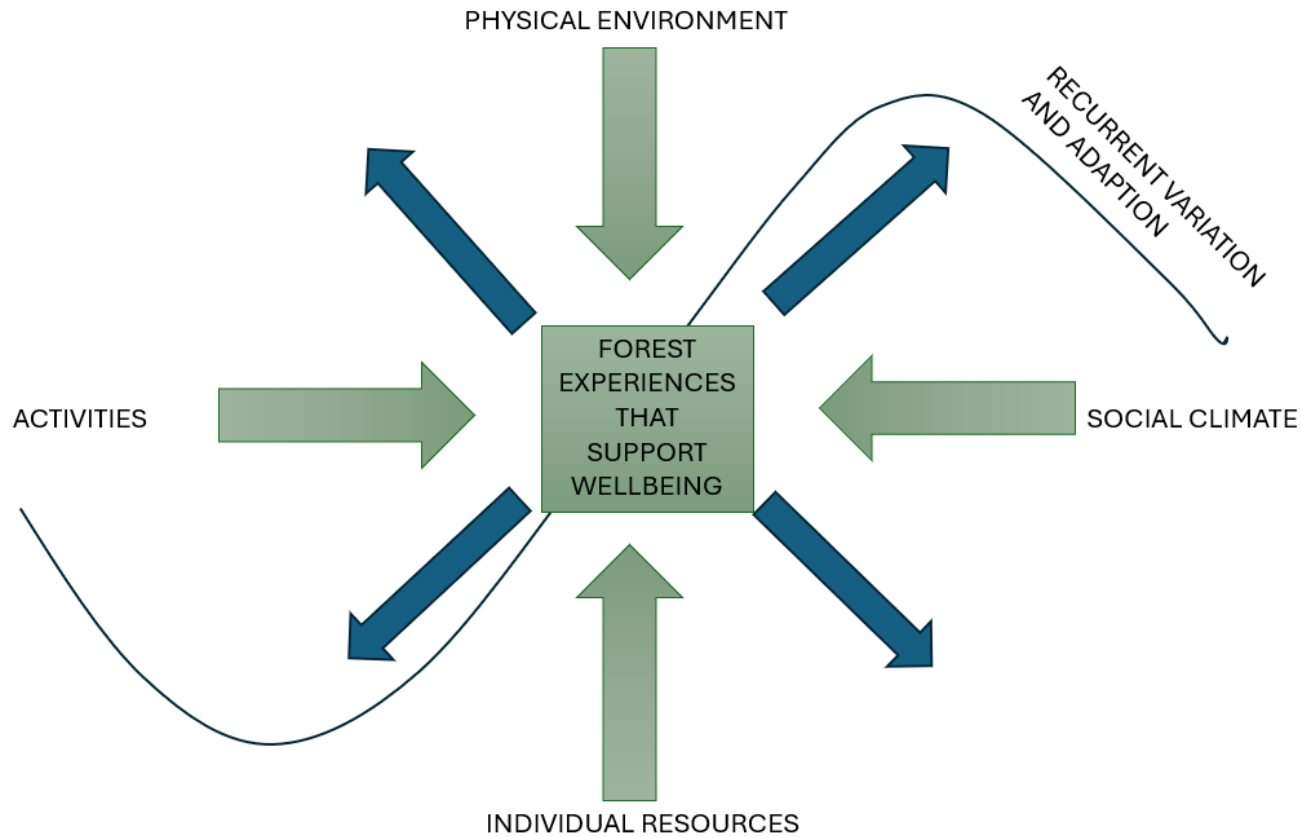 PHYSICAL ENVIRONMENT
RECURRENT VARIATION
AND ADAPTION
FOREST
EXPERIENCES
THAT
SUPPORT
WELLBEING
ACTIVITIES
SOCIAL CLIMATE
INDIVIDUAL RESOURCES